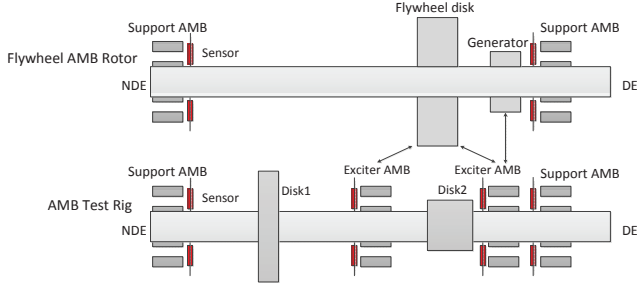 Flywheel disk
Support AMB
Generator
Support AMB
Sensor
Flywheel AMB Rotor
NDE
DE
Support AMB
Exciter AMB
Exciter AMB
Support AMB
Disk1
Disk2
Sensor
AMB Test Rig
NDE
DE